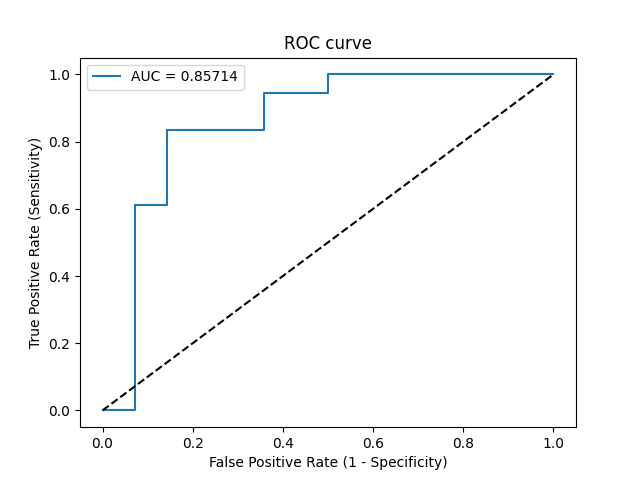 ROC curve
AUC = 0.85714
True Positive Rate (Sensitivity)
1.0
0.8
0.6
0.4
0.2
0.0
0.0 0.2 0.4 0.6 0.8 1.0
False Positive Rate (1 - Specificity)